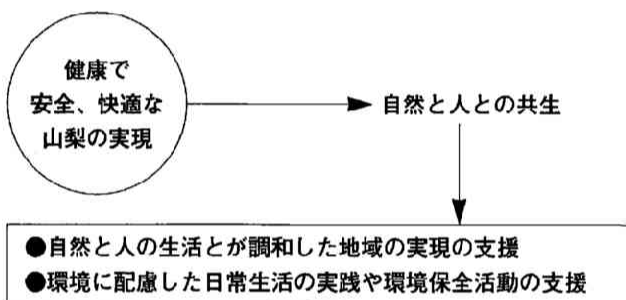 健康で
安全、快適な
山梨の実現
自然と人との共生
●自然と人の生活とが調和した地域の実現の支援
●環境に配慮した日常生活の実践や環境保全活動の支援